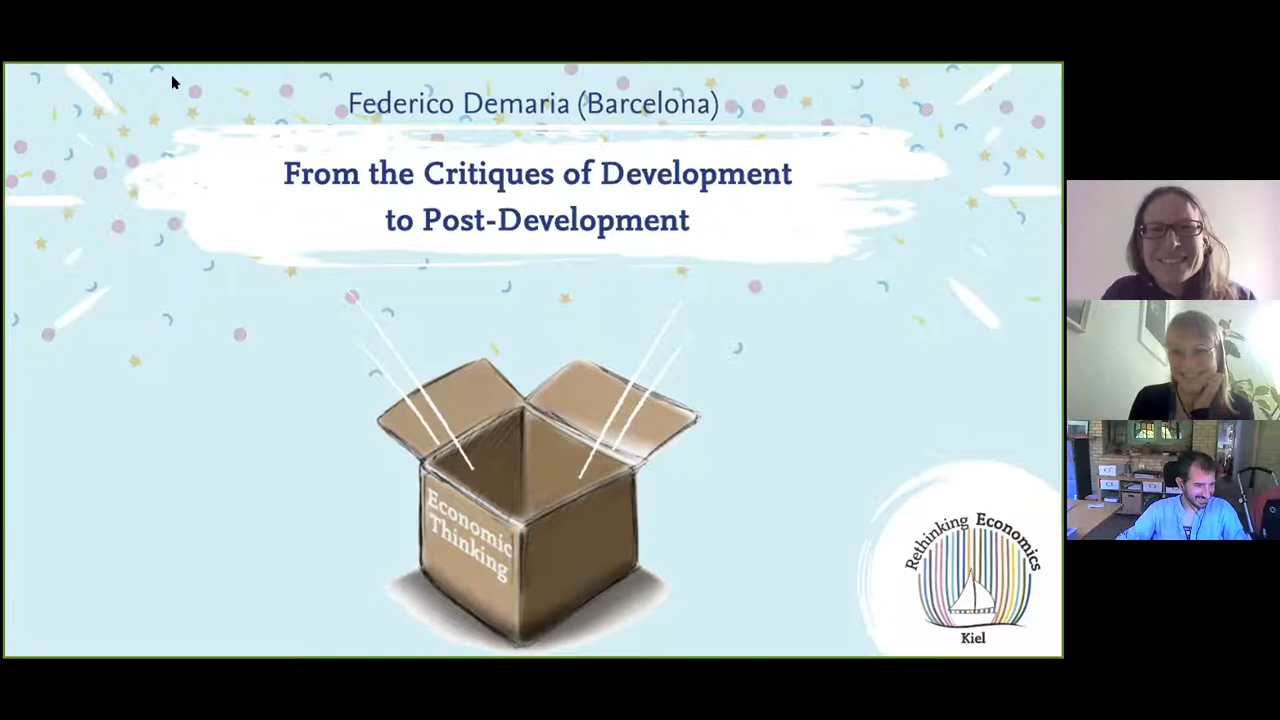 Federico Demaria (Barcelona)
From the Critiques of Development
to Post-Development
Economic
Thinking
Rethinking Economics
Kiel